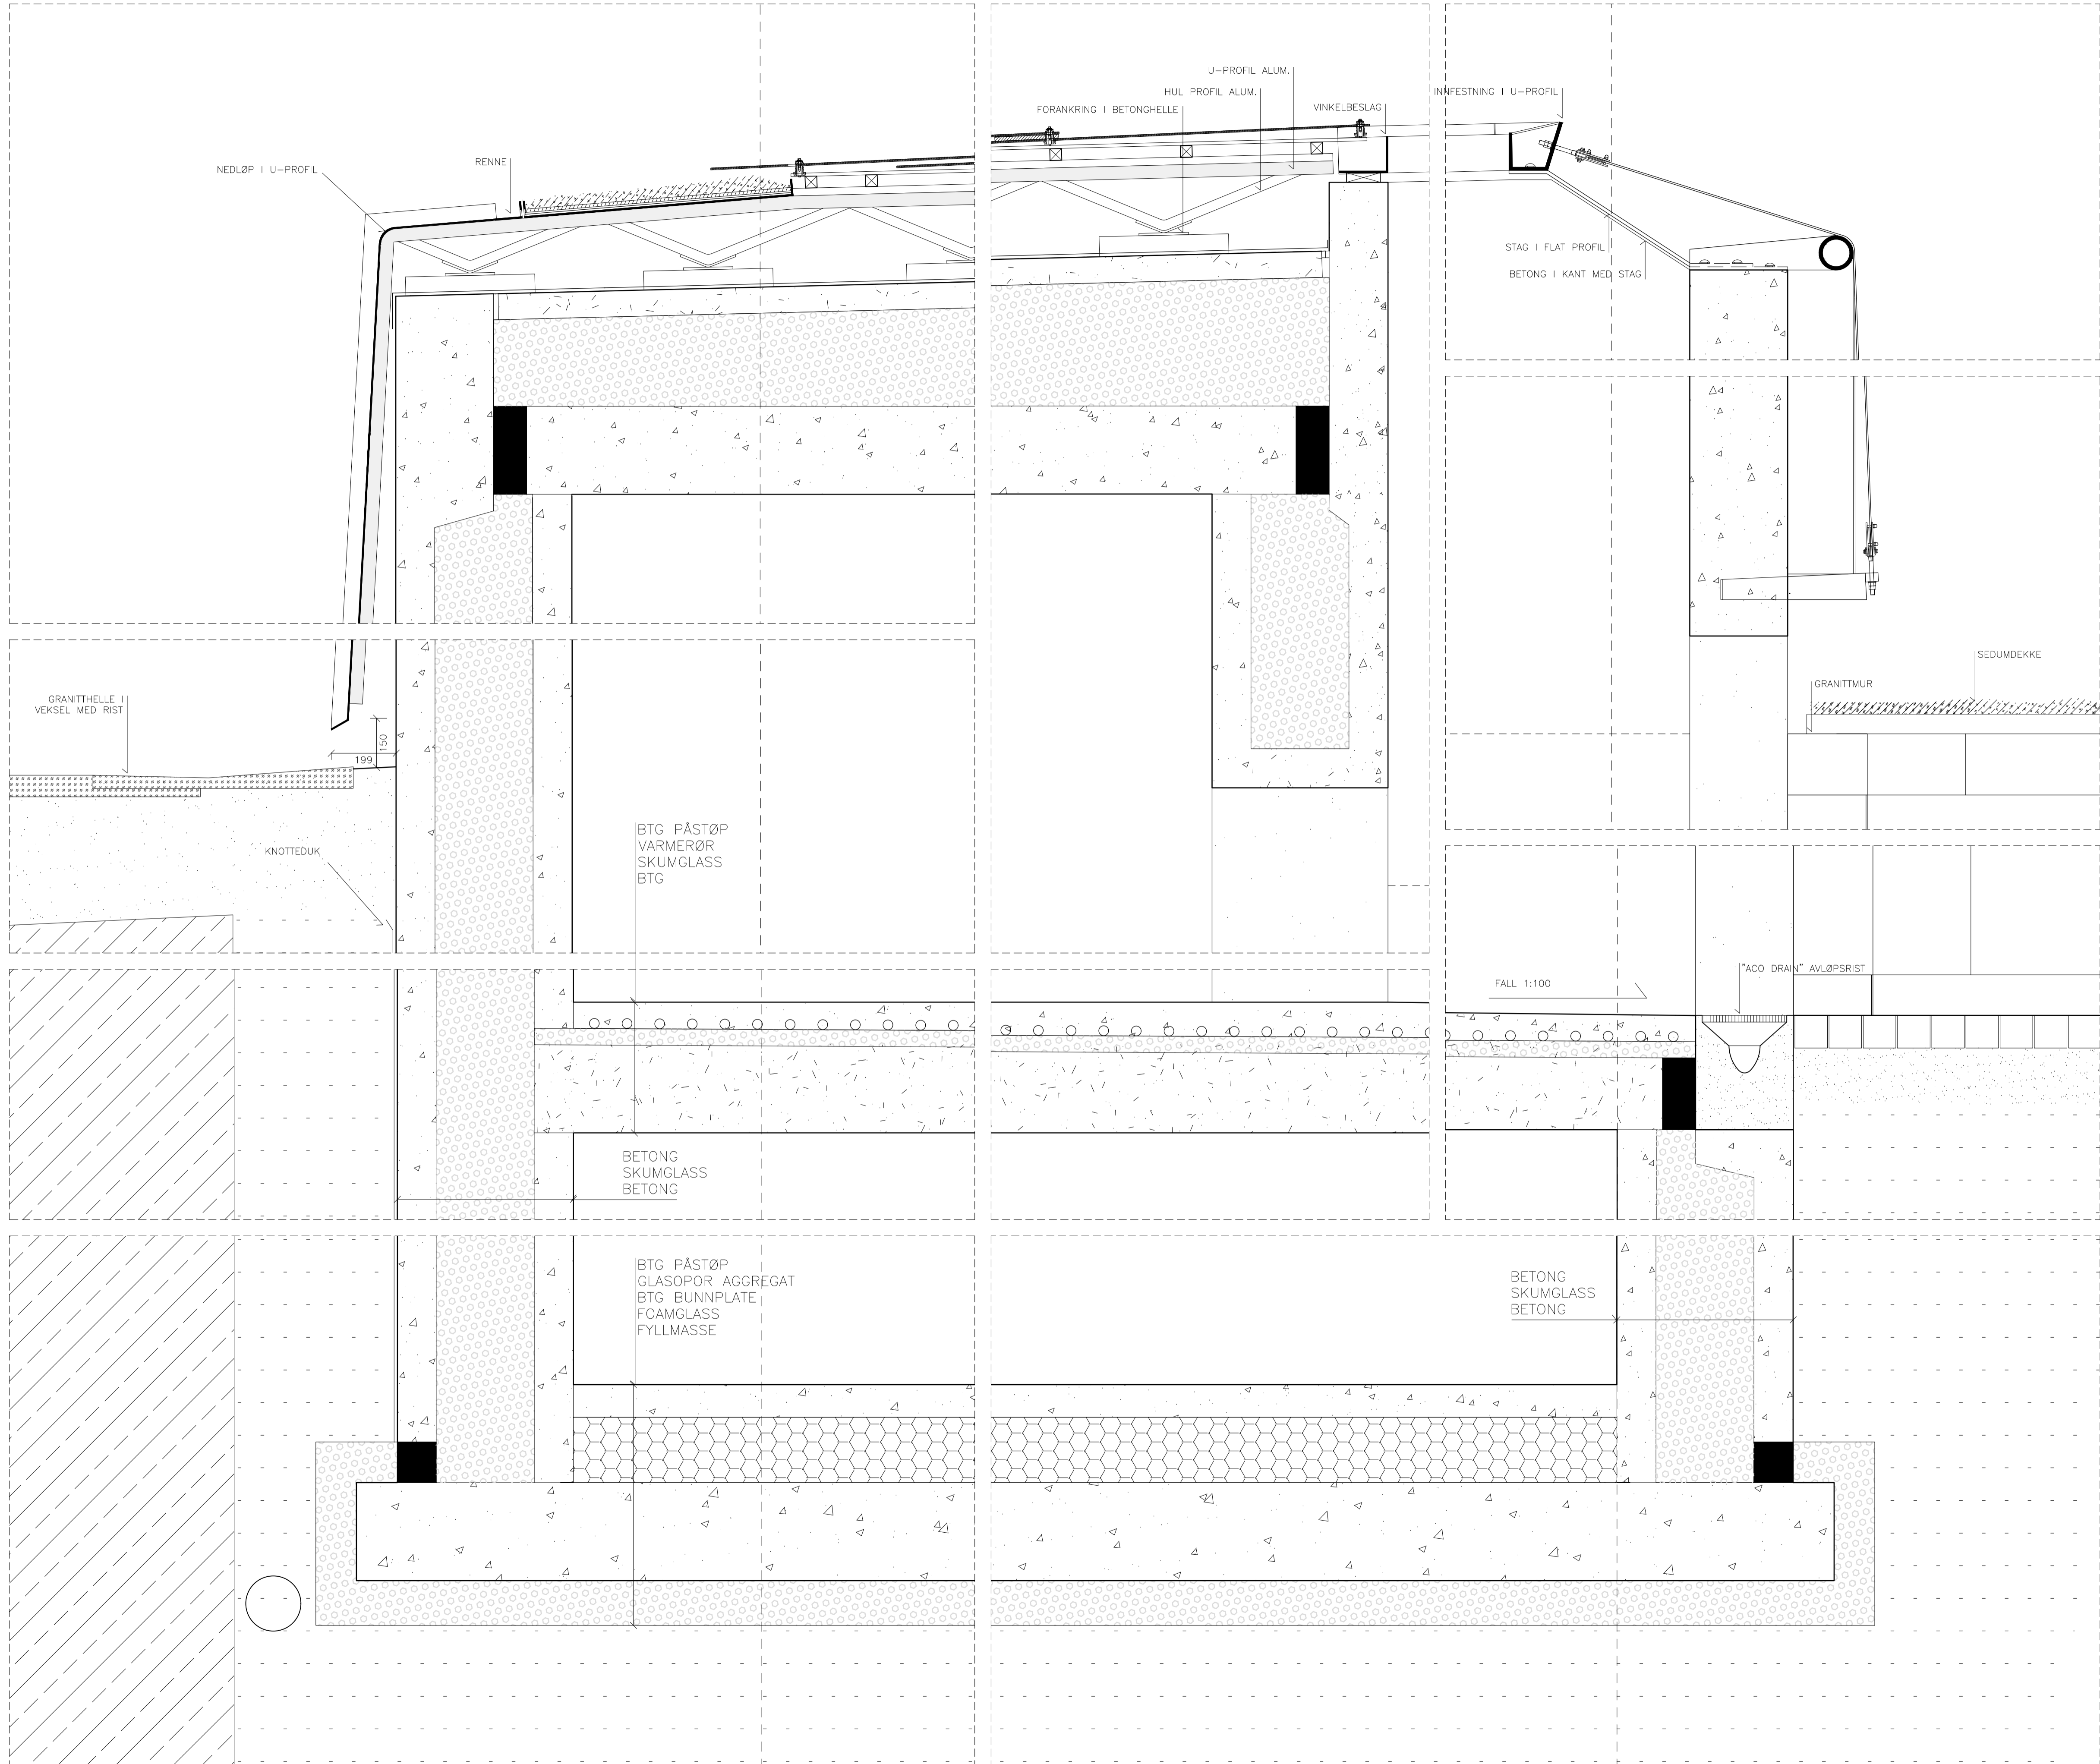 U-PROFIL ALUM.
HUL PROFIL ALUM.
FORANKRING I BETONGHELLE
VINKELBESLAG
INNFESTNING I U-PROFIL
NEDLØP I U-PROFIL
RENNE
STAG I FLAT PROFIL
BETONG I KANT MED STAG
GRANITTHELLE I
VEKSEL MED RIST
150
199
SEDUMDEKKE
GRANITTMUR
KNOTTEDUK
BTG PÅSTØP
VARMERØR
SKUMGLASS
BTG
FALL 1:100
"ACO DRAIN" AVLØPSRIST
BETONG
SKUMGLASS
BETONG
BTG PÅSTØP
GLASOPOR AGGREGAT
BTG BUNNPLATE
FOAMGLASS
FYLLMASSE
BETONG
SKUMGLASS
BETONG